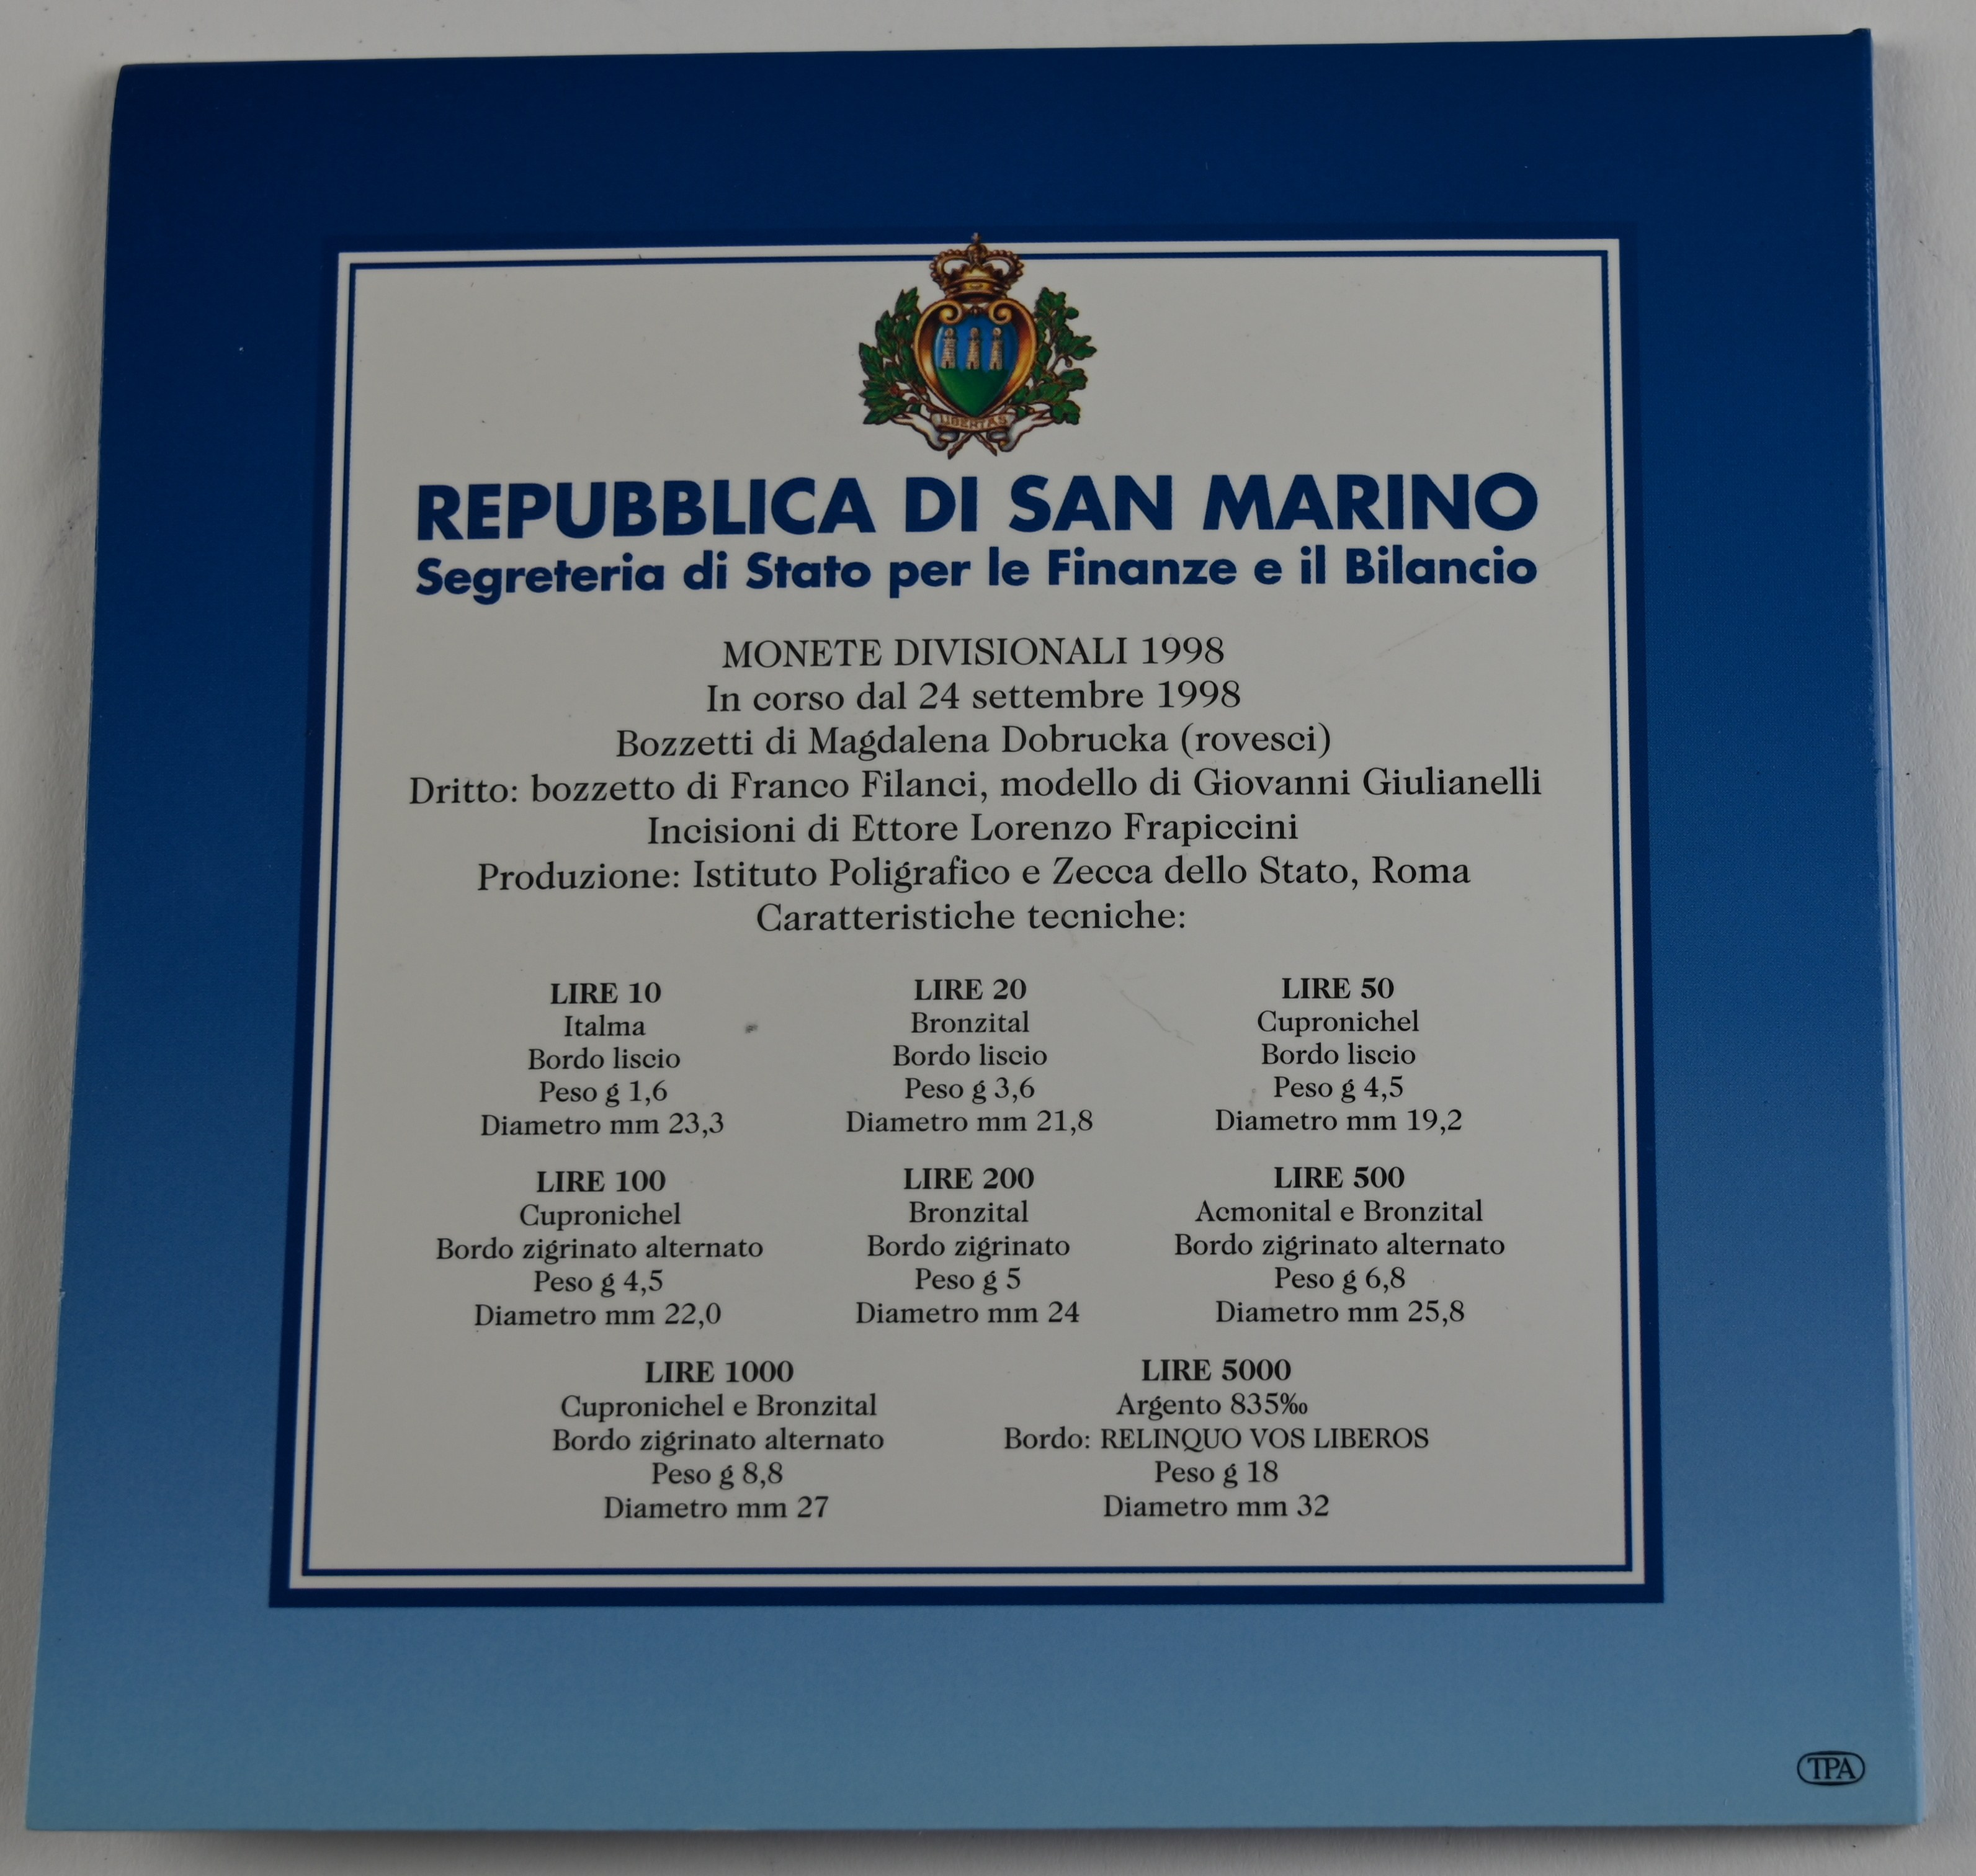 LIBERTAS
REPUBBLICA DI SAN MARINO
Segreteria di Stato per le Finanze e il Bilancio
MONETE DIVISIONALI 1998
In corso dal 24 settembre 1998
Bozzetti di Magdalena Dobrucka (rovesci)
Dritto: bozzetto di Franco Filanci, modello di Giovanni Giulianelli
Incisioni di Ettore Lorenzo Frapiccini
Produzione: Istituto Poligrafico e Zecca dello Stato, Roma
Caratteristiche tecniche:
LIRE 10
Italma
Bordo liscio
Peso g 1,6
Diametro mm 23,3
LIRE 20
Bronzital
Bordo liscio
Peso g 3,6
Diametro mm 21,8
LIRE 50
Cupronichel
Bordo liscio
Peso g 4,5
Diametro mm 19,2
LIRE 100
Cupronichel
Bordo zigrinato alternato
Peso g 4,5
Diametro mm 22,0
LIRE 200
Bronzital
Bordo zigrinato
Peso g 5
Diametro mm 24
LIRE 500
Acmonital e Bronzital
Bordo zigrinato alternato
Peso g 6,8
Diametro mm 25,8
LIRE 1000
Cupronichel e Bronzital
Bordo zigrinato alternato
Peso g 8,8
Diametro mm 27
LIRE 5000
Argento 835‰
Bordo: RELINQUO VOS LIBEROS
Peso g 18
Diametro mm 32
TPA